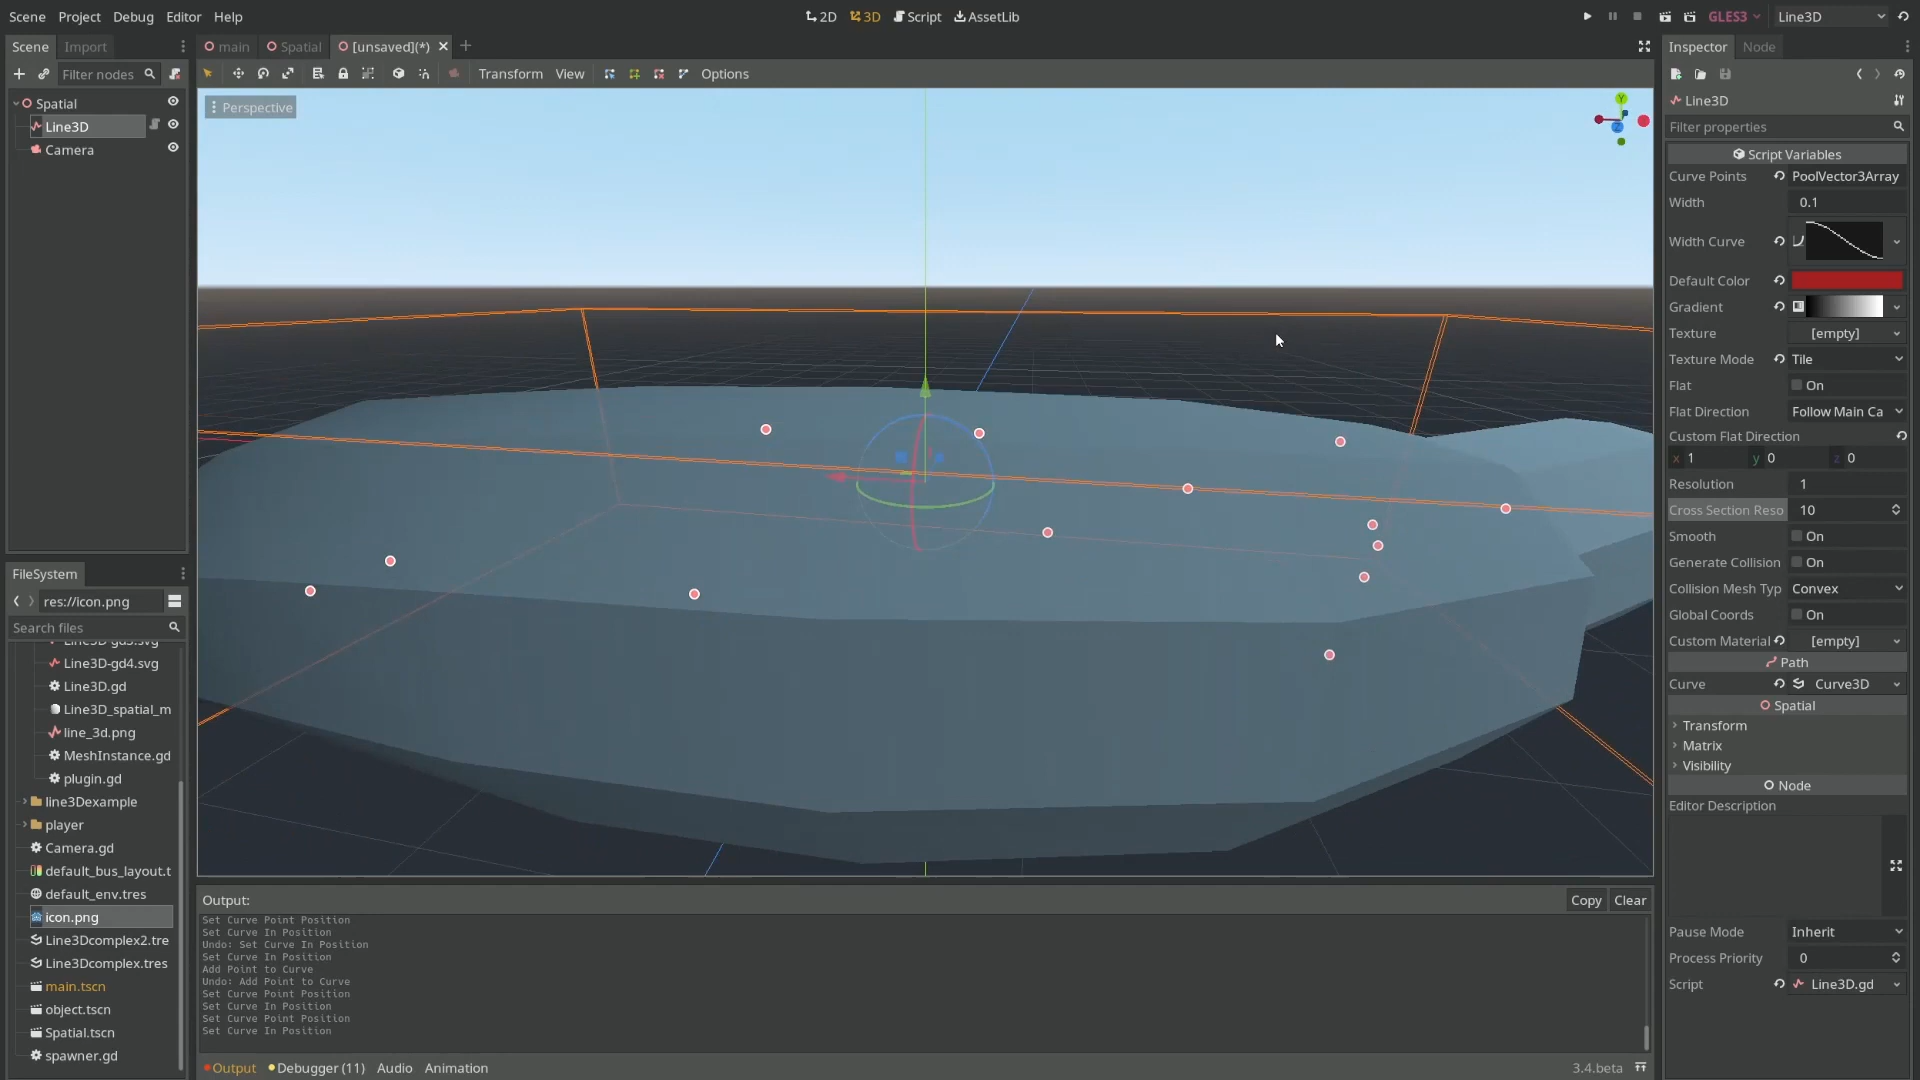 Scene Project Debug Editor Help
2D 3D Script AssetLib
GLES3 Line3D
Scene Import
main Spatial [unsaved](*)
Inspector Node
Filter nodes
Transform View Options
Perspective
Y
Z
Spatial
Line3D
Camera
FileSystem
res://icon.png
Search files
Line3D-gd4.svg
Line3D.gd
Line3D_spatial_m
line_3d.png
MeshInstance.gd
plugin.gd
line3Dexample
player
Camera.gd
default_bus_layout.t
default_env.tres
icon.png
Line3Dcomplex2.tre
Line3Dcomplex.tres
main.tscn
object.tscn
Spatial.tscn
spawner.gd
Output:
Copy Clear
Set Curve Point Position
Set Curve In Position
Undo: Set Curve In Position
Set Curve In Position
Add Point to Curve
Undo: Add Point to Curve
Set Curve Point Position
Set Curve In Position
Set Curve Point Position
Set Curve In Position
Output Debugger (11) Audio Animation
3.4.beta
Line3D
Filter properties
Script Variables
Curve Points PoolVector3Array
Width 0.1
Width Curve
Default Color
Gradient
Texture [empty]
Texture Mode Tile
Flat On
Flat Direction Follow Main Ca
Custom Flat Direction
x 1 y 0 z 0
Resolution 1
Cross Section Reso 10
Smooth On
Generate Collision On
Collision Mesh Typ Convex
Global Coords On
Custom Material [empty]
Path
Curve Curve3D
Spatial
Transform
Matrix
Visibility
Node
Editor Description
Pause Mode Inherit
Process Priority 0
Script Line3D.gd